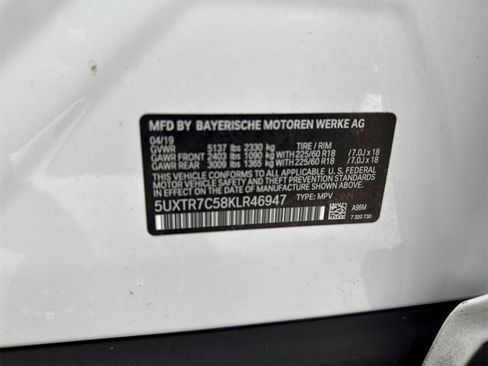 MFD BY BAYERISCHE MOTOREN WERKE AG
04/19 TIRE / RIM
GVWR 5137 lbs 2330 kg
GAWR FRONT 2403 lbs 1090 kg WITH 225/60 R18 / 7.0J x 18
GAWR REAR 3009 lbs 1365 kg WITH 225/60 R18 / 7.0J x 18
THIS VEHICLE CONFORMS TO ALL APPLICABLE U. S. FEDERAL
MOTOR VEHICLE SAFETY STANDARDS IN EFFECT ON THE
DATE OF MANUFACTURE SHOWN ABOVE.
5UXTR7C58KLR46947 TYPE: MPV
A96M
7 320 730